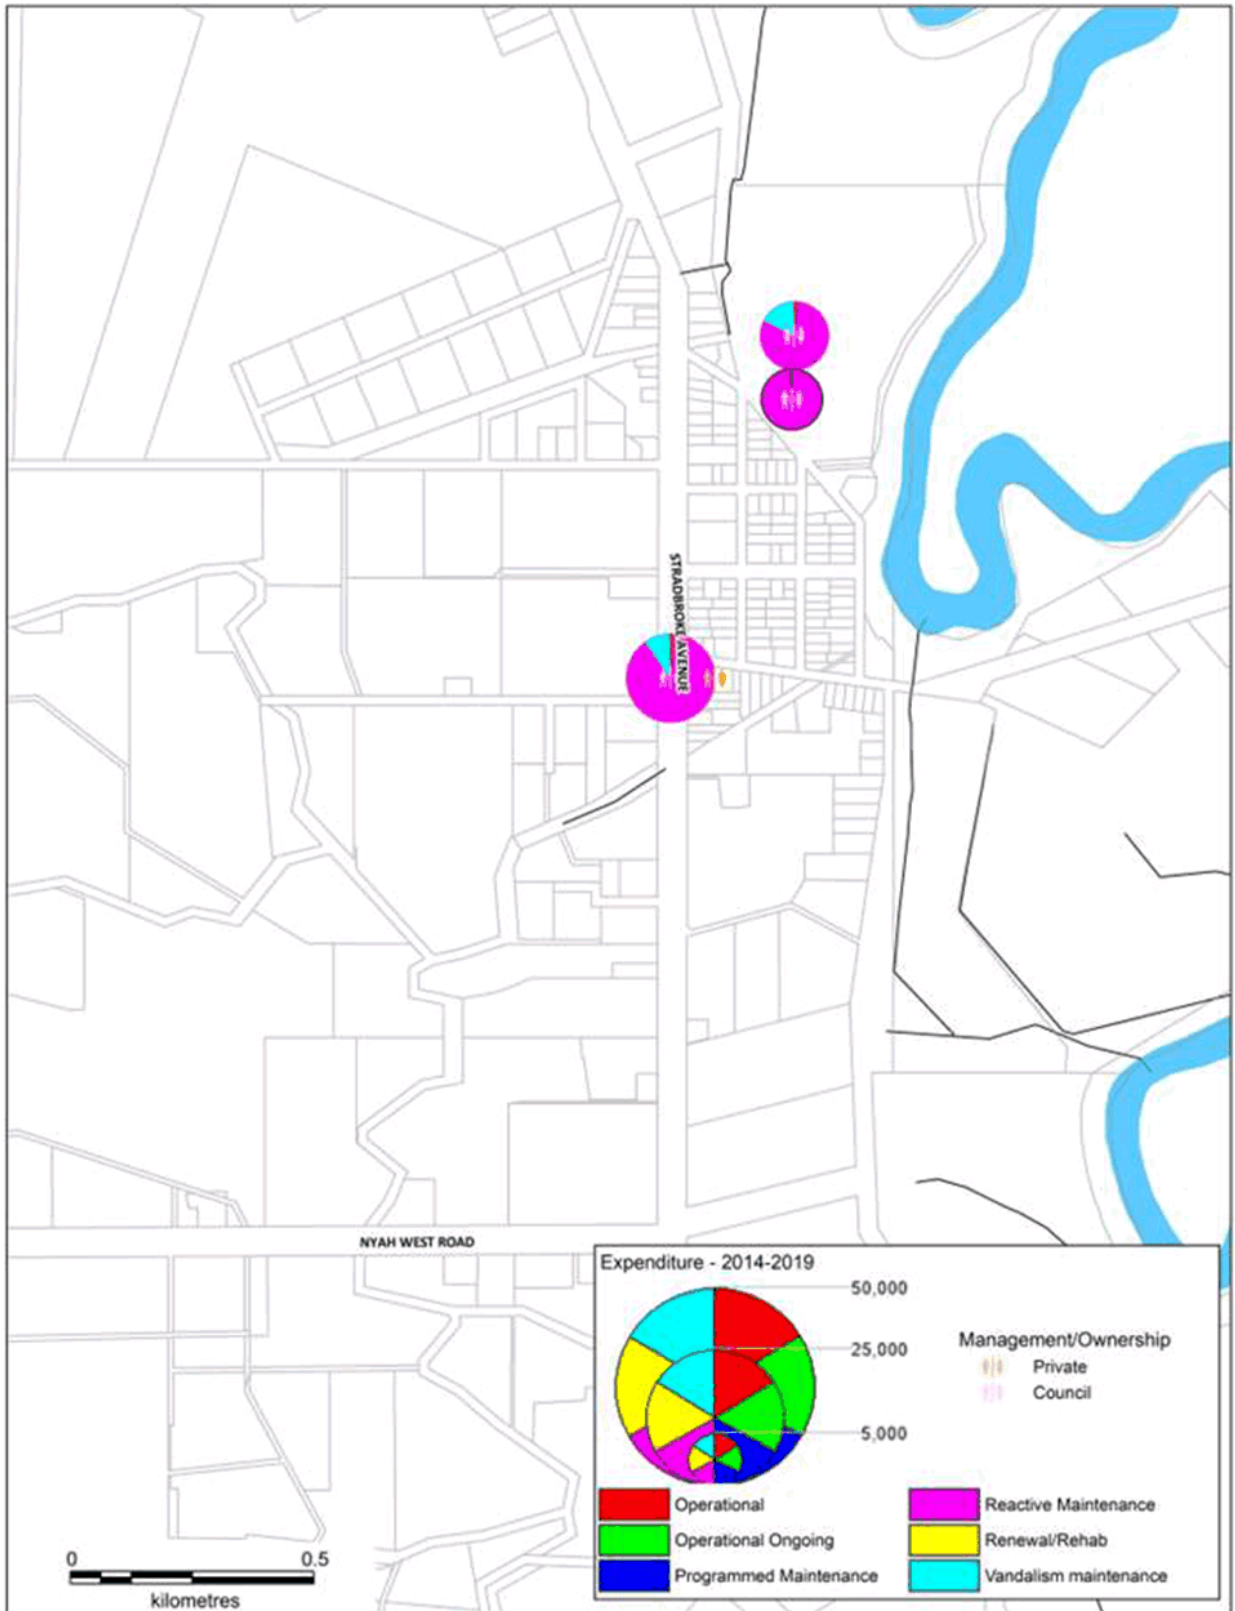 STRADBROKE AVENUE
NYAH WEST ROAD
Expenditure - 2014-2019
50,000
25,000
5,000
Management/Ownership
Private
Council
Operational
Reactive Maintenance
Operational Ongoing
Renewal/Rehab
Programmed Maintenance
Vandalism maintenance
0 0.5
kilometres